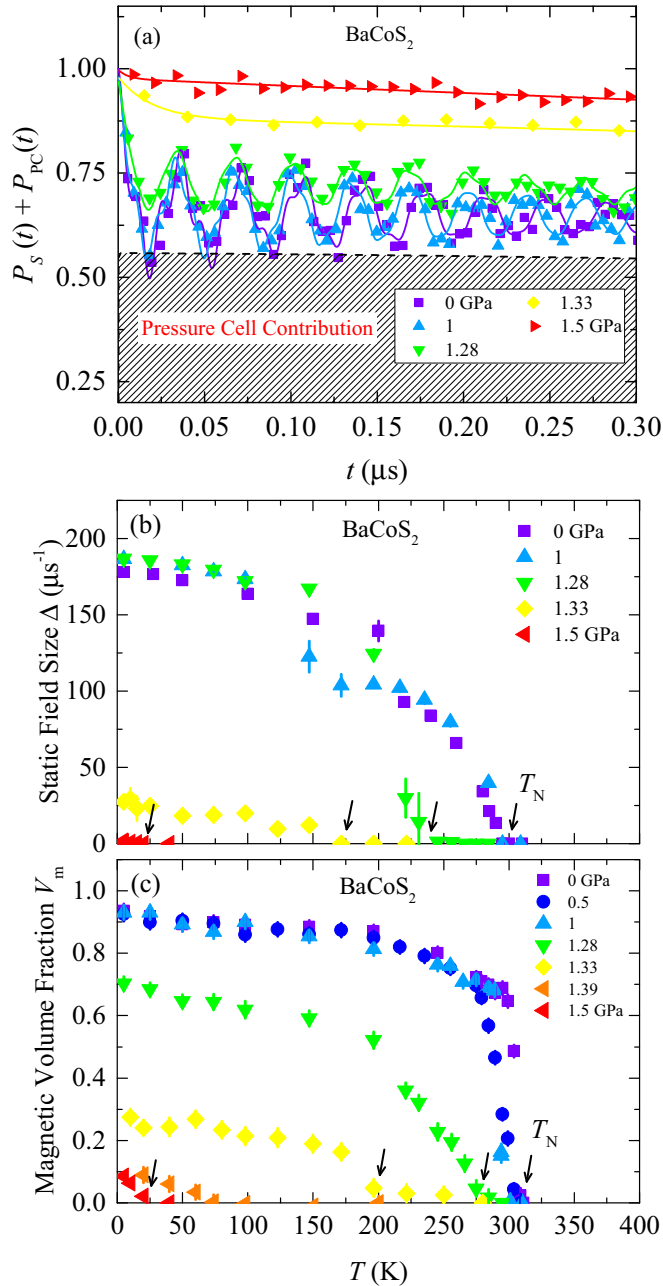 (a)
BaCoS₂
1.00
0.75
0.50
0.25
P_S (t) + P_PC(t)
Pressure Cell Contribution
0 GPa
1.33
1
1.5 GPa
1.28
0.00
0.05
0.10
0.15
0.20
0.25
0.30
t (μs)
(b)
BaCoS₂
200
150
100
50
0
Static Field Size Δ (μs⁻¹)
0 GPa
1
1.28
1.33
1.5 GPa
T_N
(c)
BaCoS₂
1.0
0.8
0.6
0.4
0.2
0.0
Magnetic Volume Fraction V_m
0 GPa
0.5
1
1.28
1.33
1.39
1.5 GPa
T_N
0
50
100
150
200
250
300
350
400
T (K)